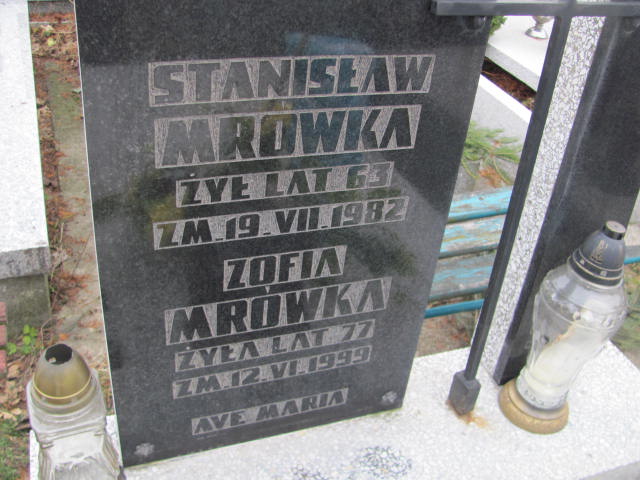 STANISŁAW
MRÓWKA
ŻYŁ LAT 63
ZM. 19. VII. 1982
ZOFIA
MRÓWKA
ŻYŁA LAT 77
ZM. 12. VI. 1999
AVE MARIA